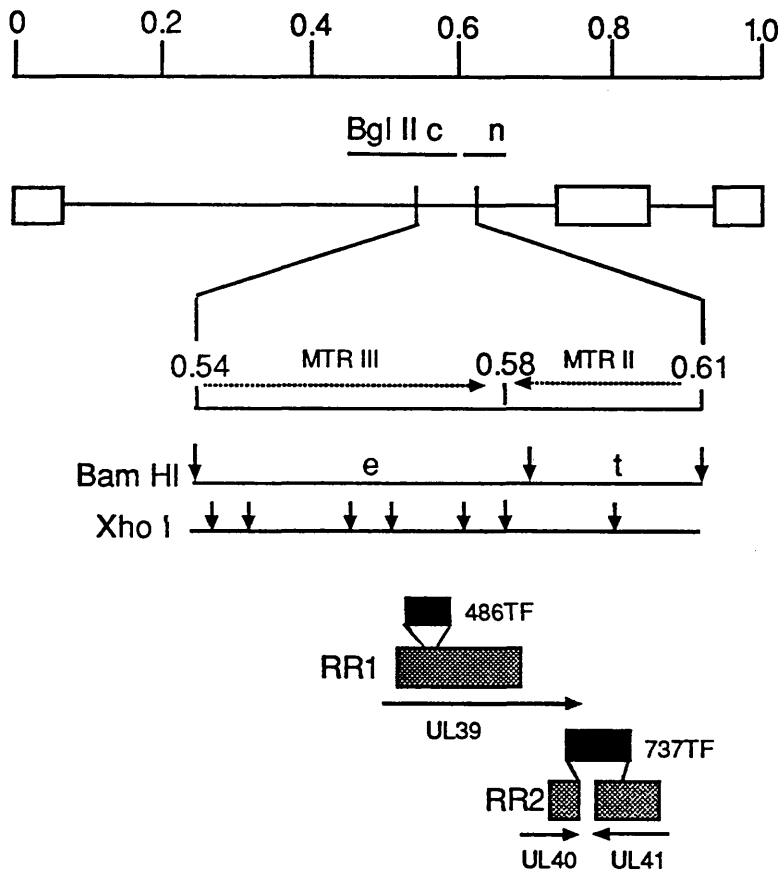 0 0.2 0.4 0.6 0.8 1.0
Bgl II c n
MTR III MTR II
0.54 0.58 0.61
Bam HI e t
Xho I
486TF
RR1
UL39
737TF
RR2
UL40 UL41